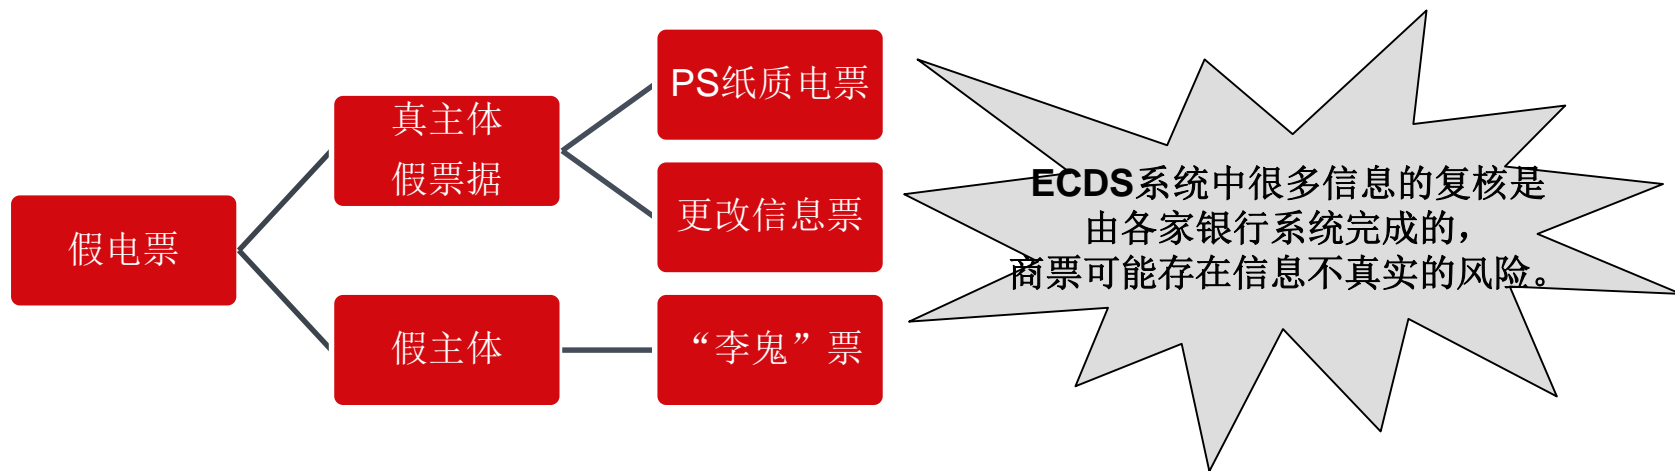 假电票
真主体
假票据
假主体
PS纸质电票
更改信息票
“李鬼”票
ECDS系统中很多信息的复核是
由各家银行系统完成的，
商票可能存在信息不真实的风险。